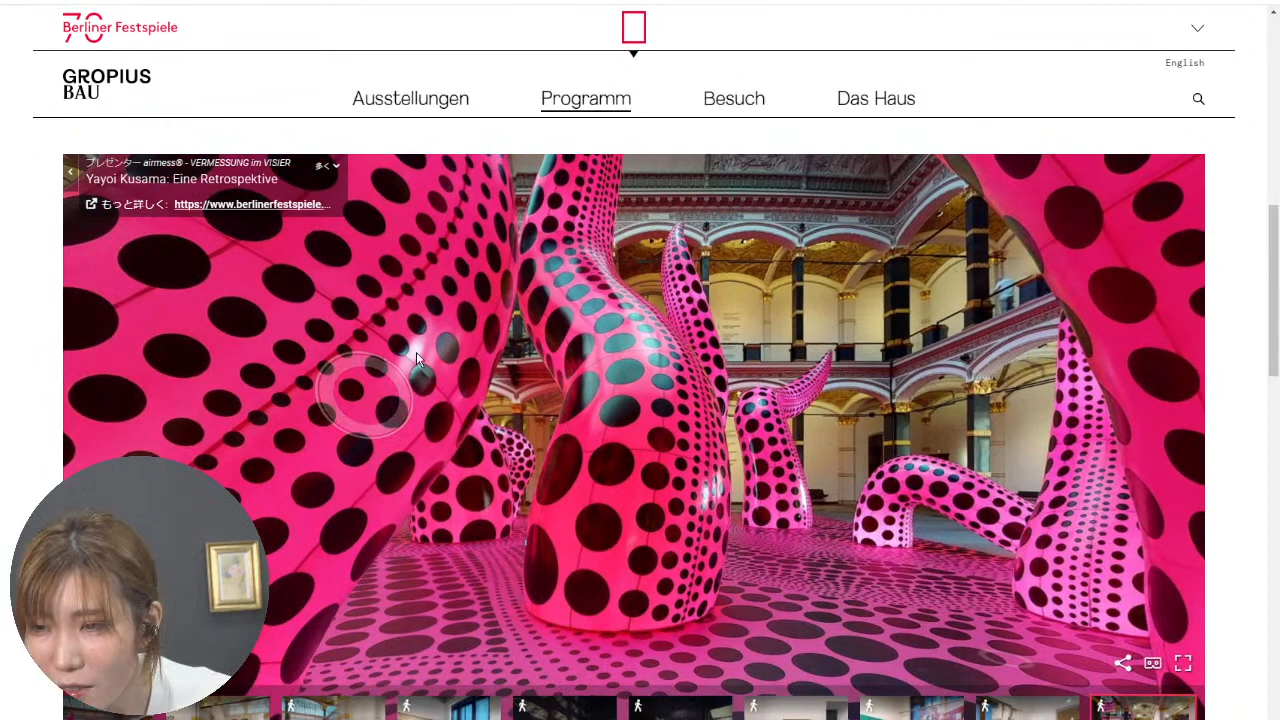 70
Berliner Festspiele
English
GROPIUS
BAU
Ausstellungen
Programm
Besuch
Das Haus
プレゼンター airmess® - VERMESSUNG im VISIER
多く
Yayoi Kusama: Eine Retrospektive
もっと詳しく: https://www.berlinerfestspiele....